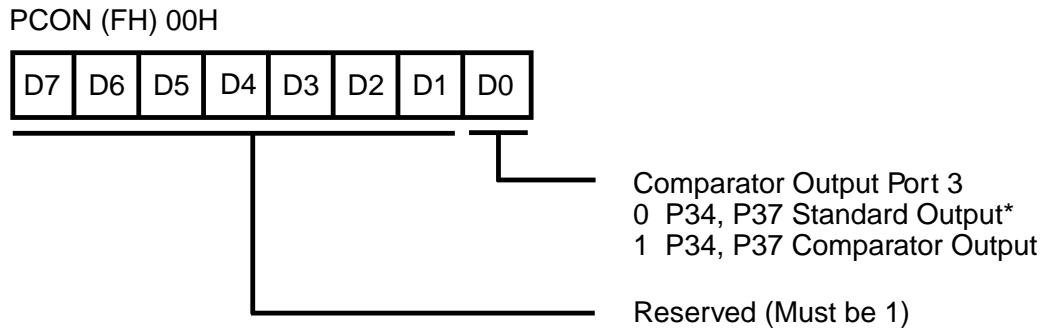 PCON (FH) 00H
D7 D6 D5 D4 D3 D2 D1 D0
Comparator Output Port 3
0 P34, P37 Standard Output*
1 P34, P37 Comparator Output
Reserved (Must be 1)